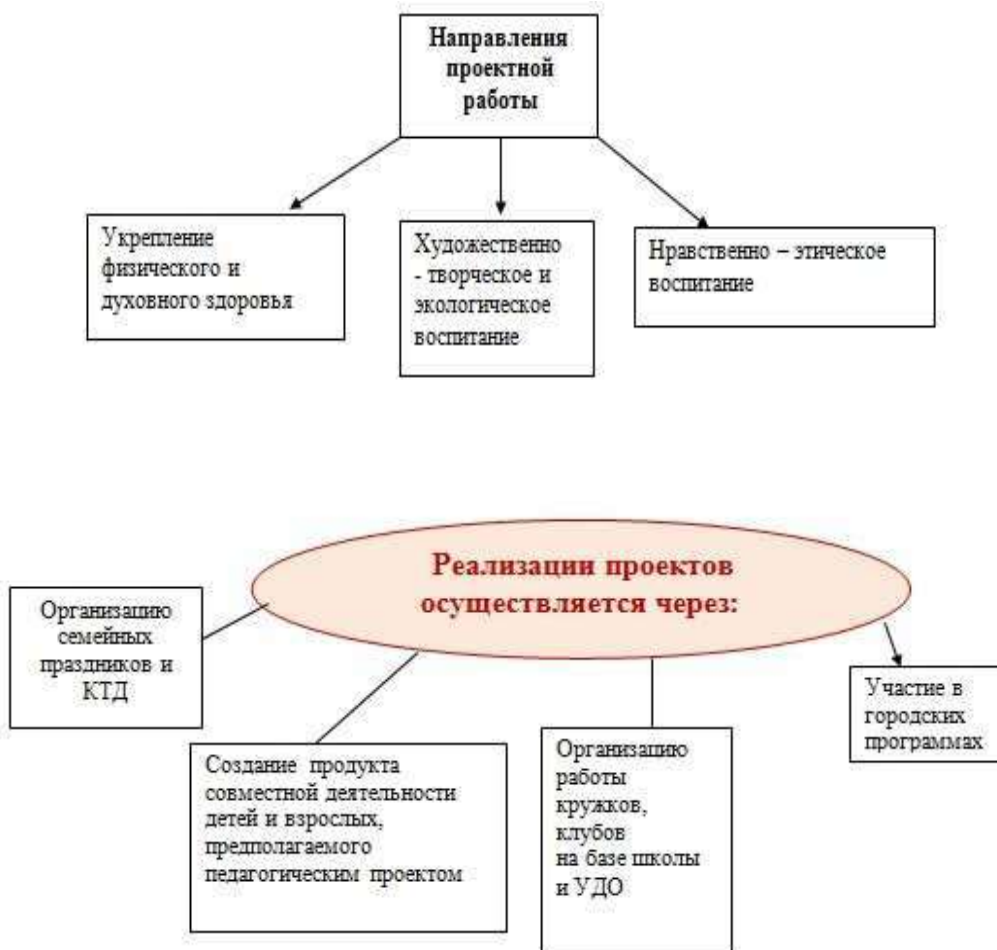 Направления
проектной
работы
Укрепление
физического и
духовного здоровья
Художественно
- творческое и
экологическое
воспитание
Нравственно – этическое
воспитание
Реализации проектов
осуществляется через:
Организацию
семейных
праздников и
КТД
Создание продукта
совместной деятельности
детей и взрослых,
предполагаемого
педагогическим проектом
Организацию
работы
кружков,
клубов
на базе школы
и УДО
Участие в
городских
программах